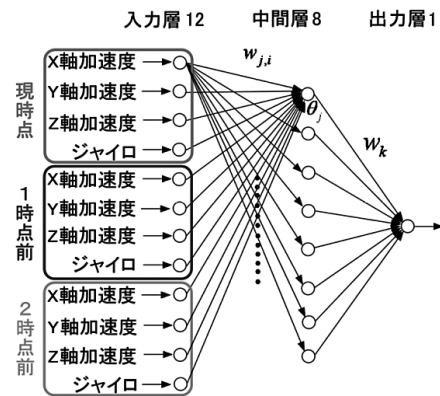 入力層12 中間層8 出力層1
現時点
X軸加速度
Y軸加速度
Z軸加速度
ジャイロ
1時点前
X軸加速度
Y軸加速度
Z軸加速度
ジャイロ
2時点前
X軸加速度
Y軸加速度
Z軸加速度
ジャイロ
w_{j,i}
θ_j
w_k